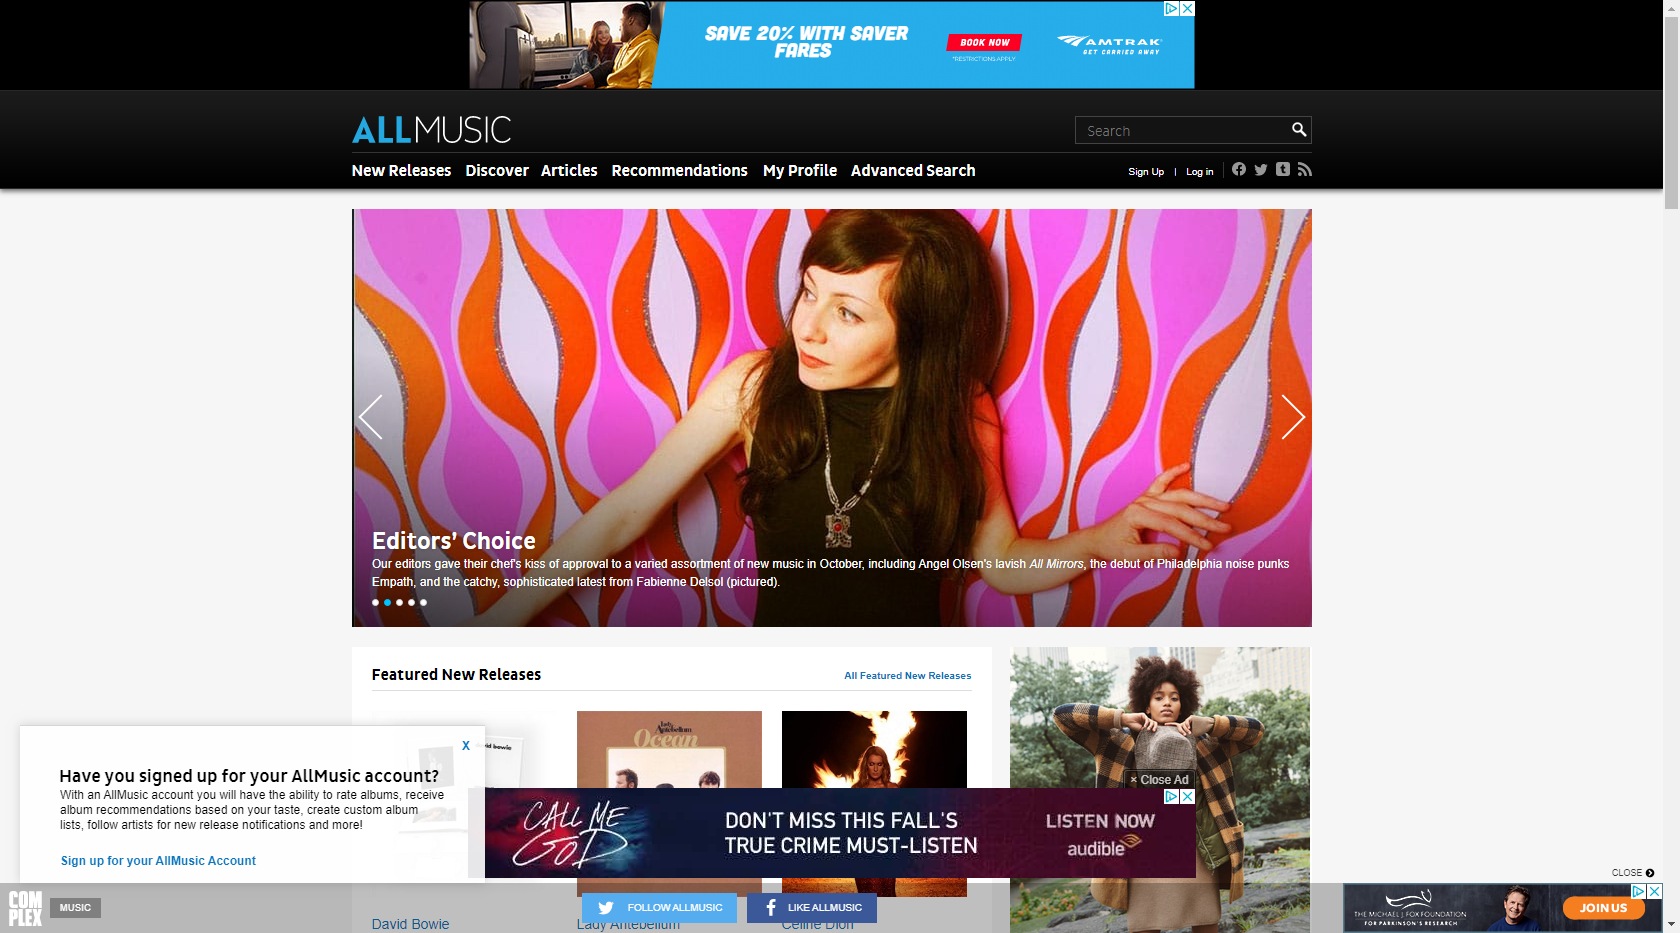 SAVE 20% WITH SAVER
FARES
BOOK NOW
*RESTRICTIONS APPLY.
AMTRAK
GET CARRIED AWAY
ALLMUSIC
Search
New Releases Discover Articles Recommendations My Profile Advanced Search
Sign Up | Log in
Editors' Choice
Our editors gave their chef's kiss of approval to a varied assortment of new music in October, including Angel Olsen's lavish All Mirrors, the debut of Philadelphia noise punks
Empath, and the catchy, sophisticated latest from Fabienne Delsol (pictured).
Featured New Releases
All Featured New Releases
lady
Antebellum
Ocean
david bowie
X
Have you signed up for your AllMusic account?
With an AllMusic account you will have the ability to rate albums, receive
album recommendations based on your taste, create custom album
lists, follow artists for new release notifications and more!
Sign up for your AllMusic Account
× Close Ad
CALL ME
GOD
DON'T MISS THIS FALL'S
TRUE CRIME MUST-LISTEN
LISTEN NOW
audible
CLOSE
COM
PLEX
MUSIC
FOLLOW ALLMUSIC
LIKE ALLMUSIC
David Bowie
Lady Antebellum
Celine Dion
THE MICHAEL J. FOX FOUNDATION
FOR PARKINSON'S RESEARCH
JOIN US